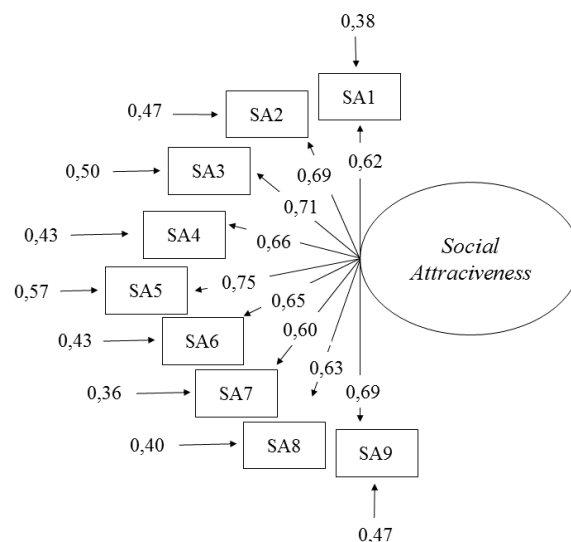 0,38
SA1
0,47
SA2
0,62
0,50
SA3
0,69
0,71
0,43
SA4
0,66
Social
Attraciveness
0,57
SA5
0,75
0,43
SA6
0,65
0,60
0,63
0,36
SA7
0,69
0,40
SA8
SA9
0,47